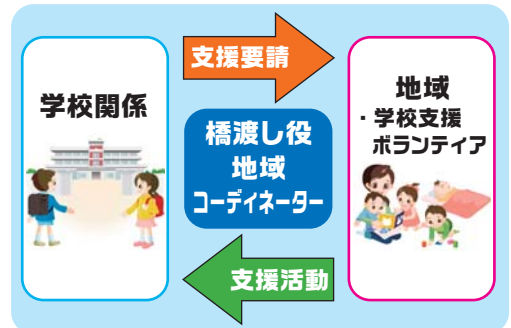 学校関係
支援要請
橋渡し役
地域
コーディネーター
支援活動
地域
・学校支援
ボランティア